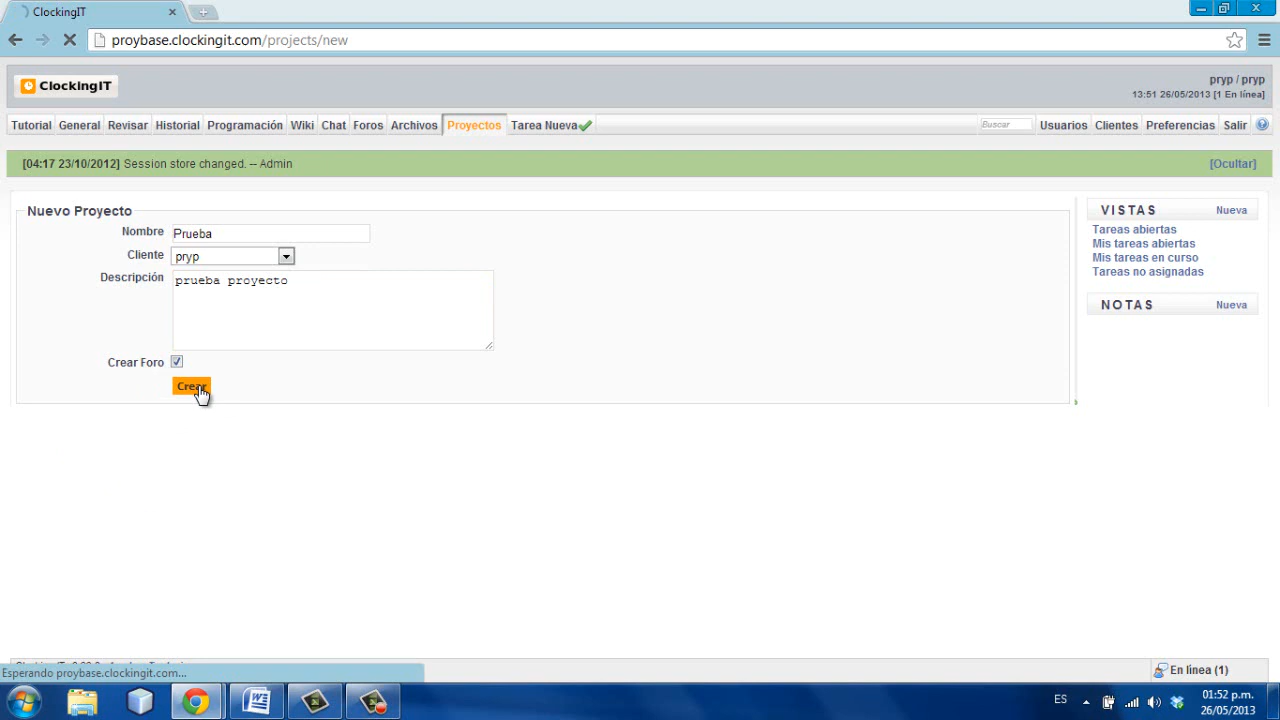 ClockingIT
proybase.clockingit.com/projects/new
ClockingIT
pryp / pryp
13:51 26/05/2013 [1 En línea]
Tutorial General Revisar Historial Programación Wiki Chat Foros Archivos Proyectos Tarea Nueva Buscar Usuarios Clientes Preferencias Salir
[04:17 23/10/2012] Session store changed. -- Admin [Ocultar]
Nuevo Proyecto
Nombre Prueba
Cliente pryp
Descripción prueba proyecto
Crear Foro
Crear
VISTAS Nueva
Tareas abiertas
Mis tareas abiertas
Mis tareas en curso
Tareas no asignadas
NOTAS Nueva
Esperando proybase.clockingit.com...
En línea (1)
ES
01:52 p.m.
26/05/2013